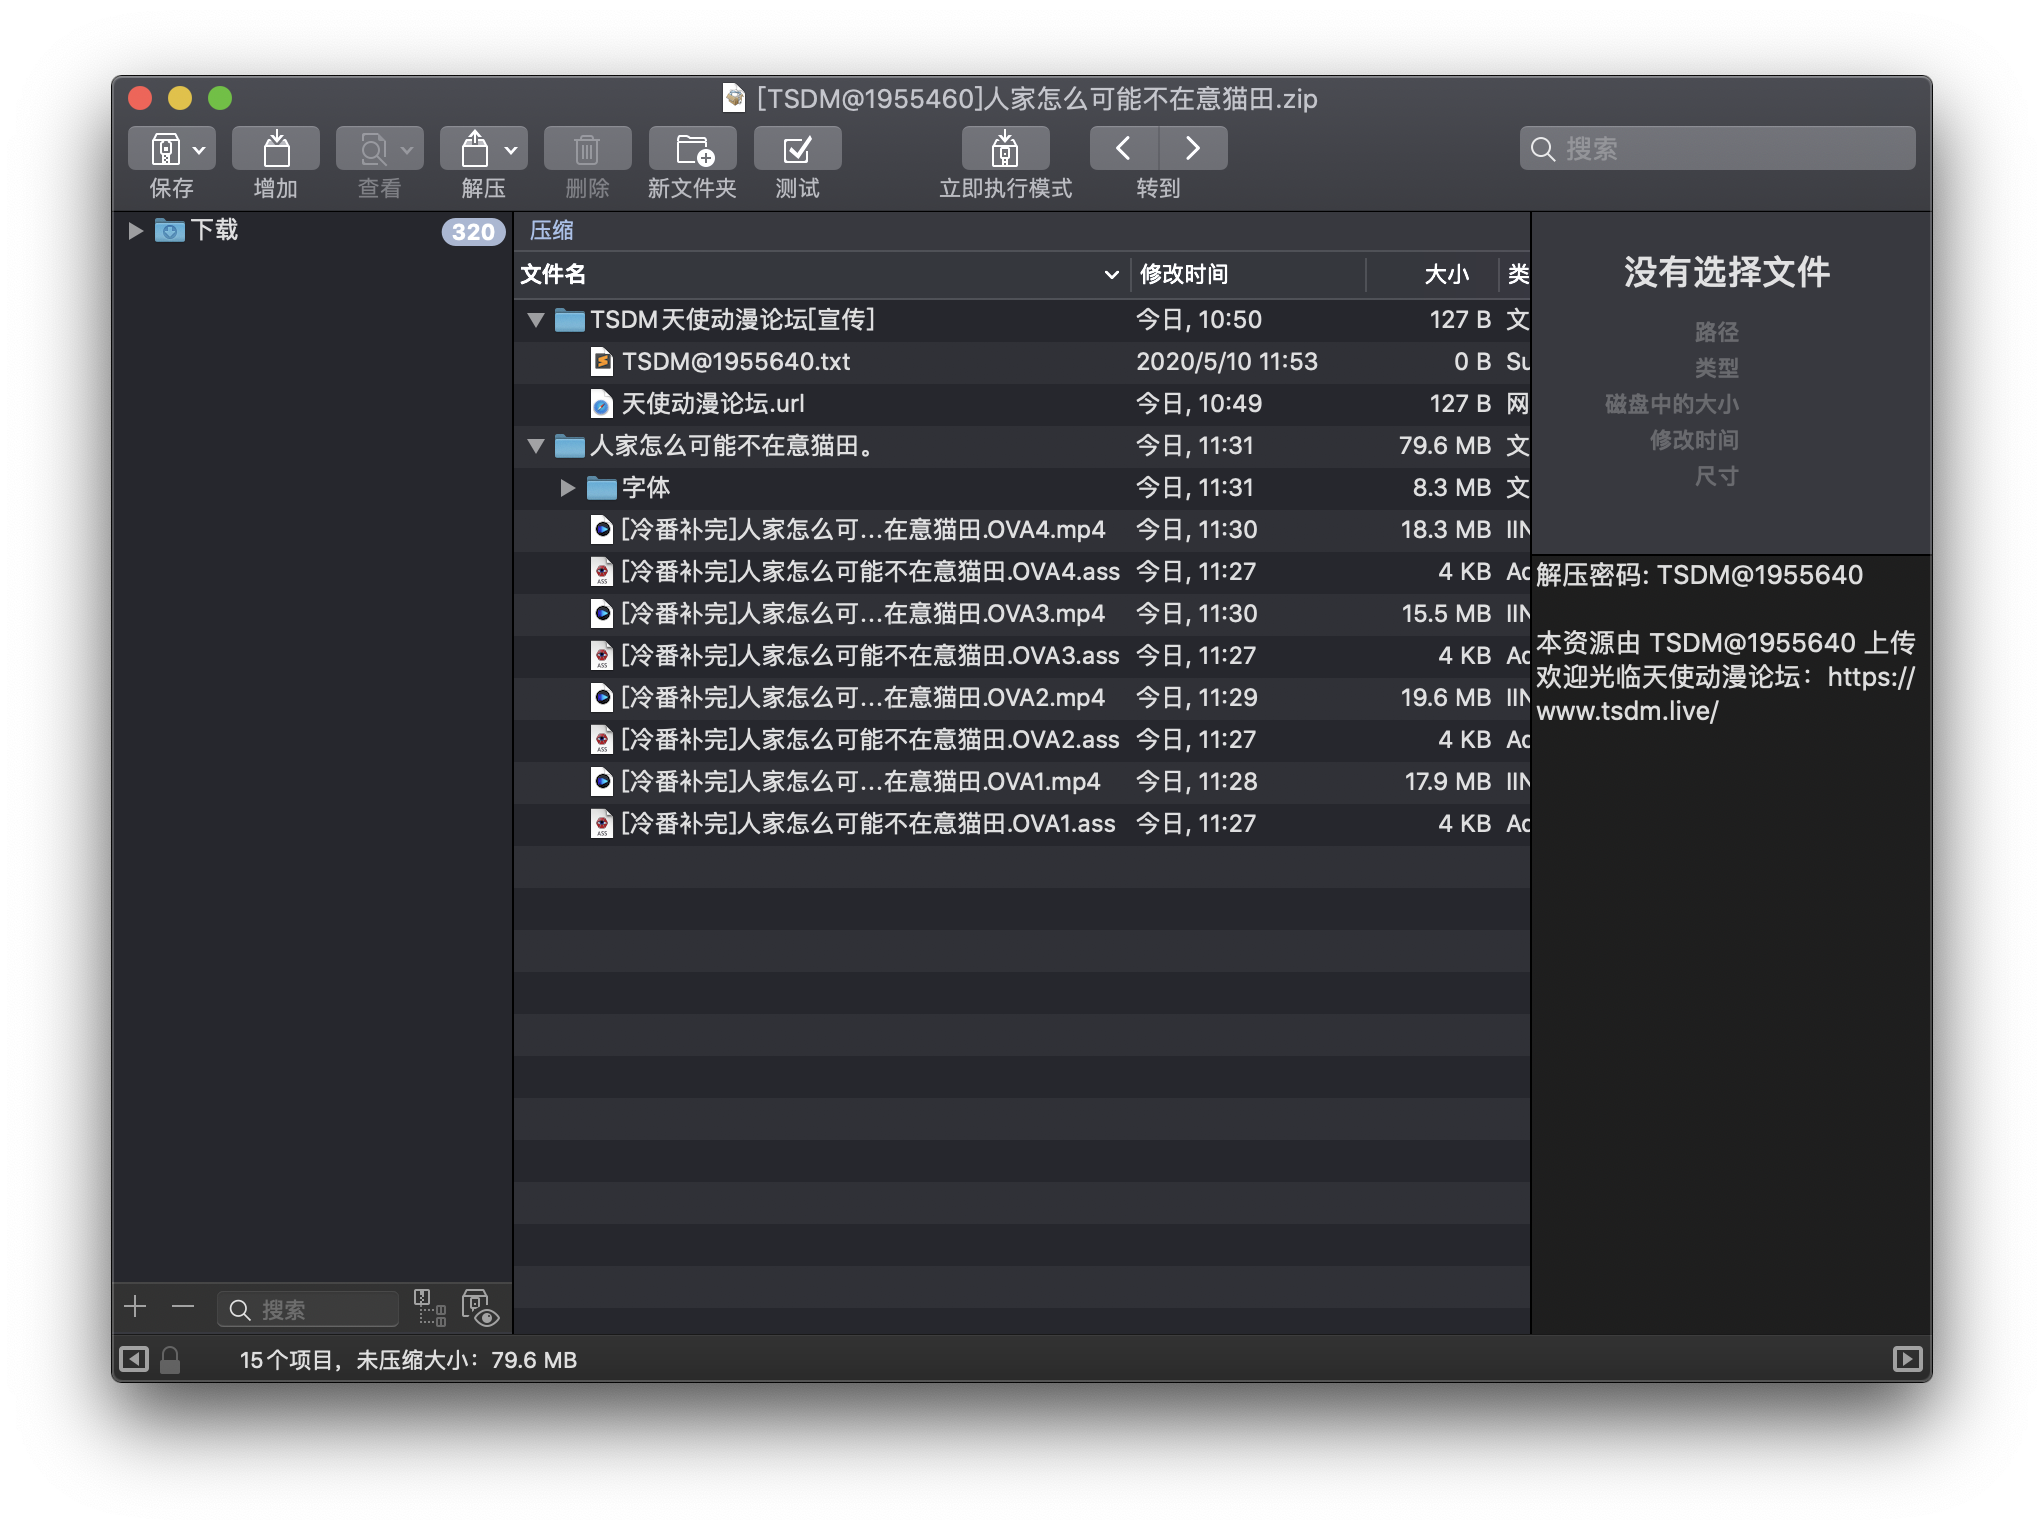 [TSDM@1955460]人家怎么可能不在意猫田.zip
保存 增加 查看 解压 删除 新文件夹 测试 立即执行模式 转到 搜索
下载 320
压缩
文件名 修改时间 大小 类
TSDM天使动漫论坛[宣传] 今日, 10:50 127 B 文
TSDM@1955640.txt 2020/5/10 11:53 0 B Su
天使动漫论坛.url 今日, 10:49 127 B 网
人家怎么可能不在意猫田。 今日, 11:31 79.6 MB 文
字体 今日, 11:31 8.3 MB 文
[冷番补完]人家怎么可…在意猫田.OVA4.mp4 今日, 11:30 18.3 MB IIN
[冷番补完]人家怎么可能不在意猫田.OVA4.ass 今日, 11:27 4 KB Ac
[冷番补完]人家怎么可…在意猫田.OVA3.mp4 今日, 11:30 15.5 MB IIN
[冷番补完]人家怎么可能不在意猫田.OVA3.ass 今日, 11:27 4 KB Ac
[冷番补完]人家怎么可…在意猫田.OVA2.mp4 今日, 11:29 19.6 MB IIN
[冷番补完]人家怎么可能不在意猫田.OVA2.ass 今日, 11:27 4 KB Ac
[冷番补完]人家怎么可…在意猫田.OVA1.mp4 今日, 11:28 17.9 MB IIN
[冷番补完]人家怎么可能不在意猫田.OVA1.ass 今日, 11:27 4 KB Ac
没有选择文件
路径
类型
磁盘中的大小
修改时间
尺寸
解压密码: TSDM@1955640
本资源由 TSDM@1955640 上传
欢迎光临天使动漫论坛：https://
www.tsdm.live/
搜索
15个项目，未压缩大小：79.6 MB